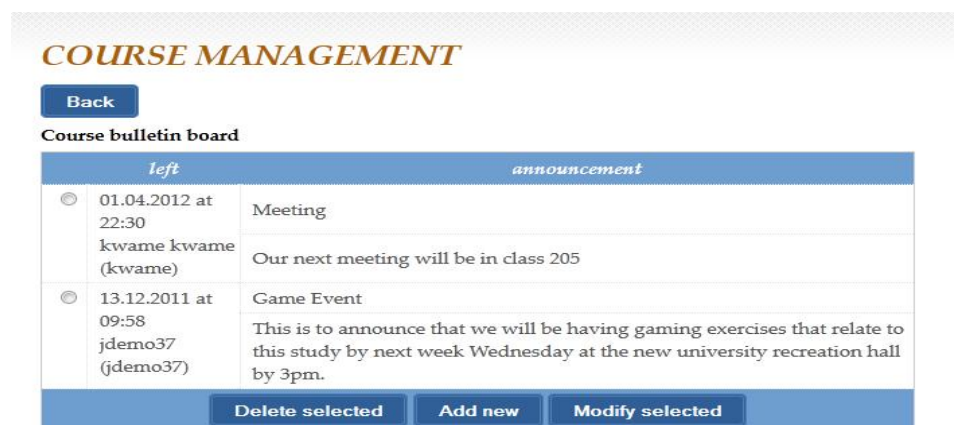 COURSE MANAGEMENT
Back
Course bulletin board
left announcement
01.04.2012 at
22:30
kwame kwame
(kwame)
Meeting
Our next meeting will be in class 205
13.12.2011 at
09:58
jdemo37
(jdemo37)
Game Event
This is to announce that we will be having gaming exercises that relate to
this study by next week Wednesday at the new university recreation hall
by 3pm.
Delete selected Add new Modify selected